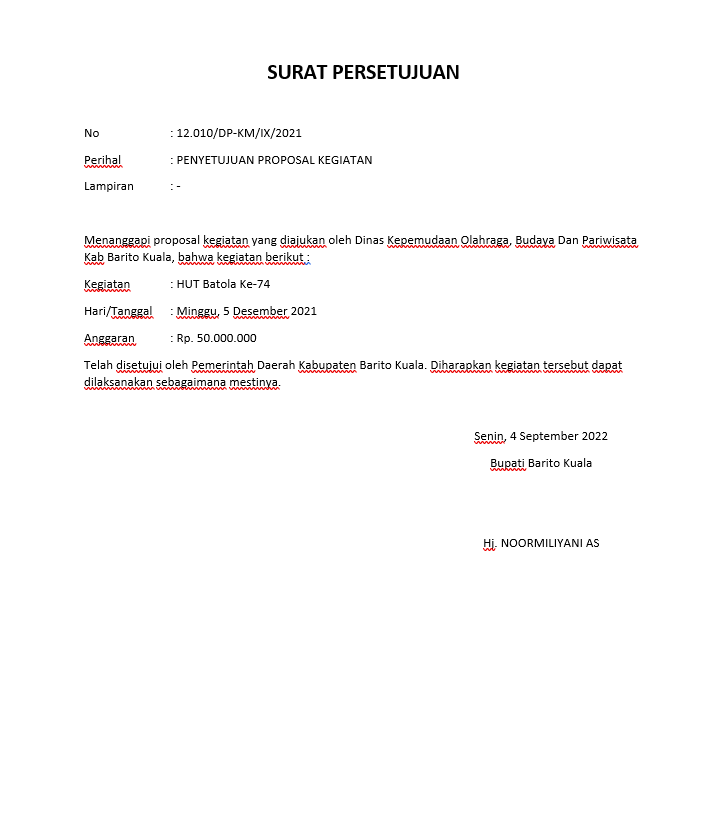 SURAT PERSETUJUAN
No : 12.010/DP-KM/IX/2021
Perihal : PENYETUJUAN PROPOSAL KEGIATAN
Lampiran : -
Menanggapi proposal kegiatan yang diajukan oleh Dinas Kepemudaan Olahraga, Budaya Dan Pariwisata
Kab Barito Kuala, bahwa kegiatan berikut :
Kegiatan : HUT Batola Ke-74
Hari/Tanggal : Minggu, 5 Desember 2021
Anggaran : Rp. 50.000.000
Telah disetujui oleh Pemerintah Daerah Kabupaten Barito Kuala. Diharapkan kegiatan tersebut dapat
dilaksanakan sebagaimana mestinya.
Senin, 4 September 2022
Bupati Barito Kuala
Hj. NOORMILIYANI AS